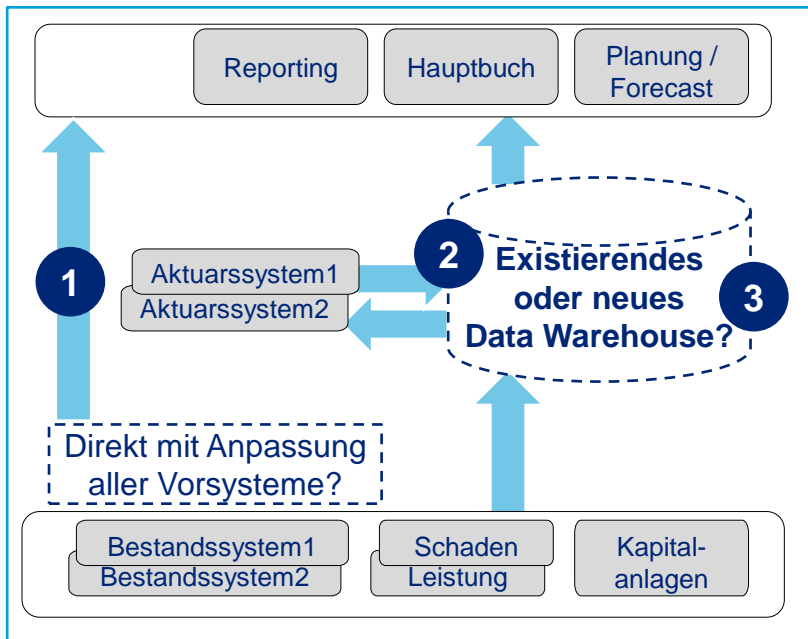 Reporting
Hauptbuch
Planung /
Forecast
1
Aktuarssystem1
Aktuarssystem2
2
Existierendes
oder neues
Data Warehouse?
3
Direkt mit Anpassung
aller Vorsysteme?
Bestandssystem1
Bestandssystem2
Schaden
Leistung
Kapital-
anlagen